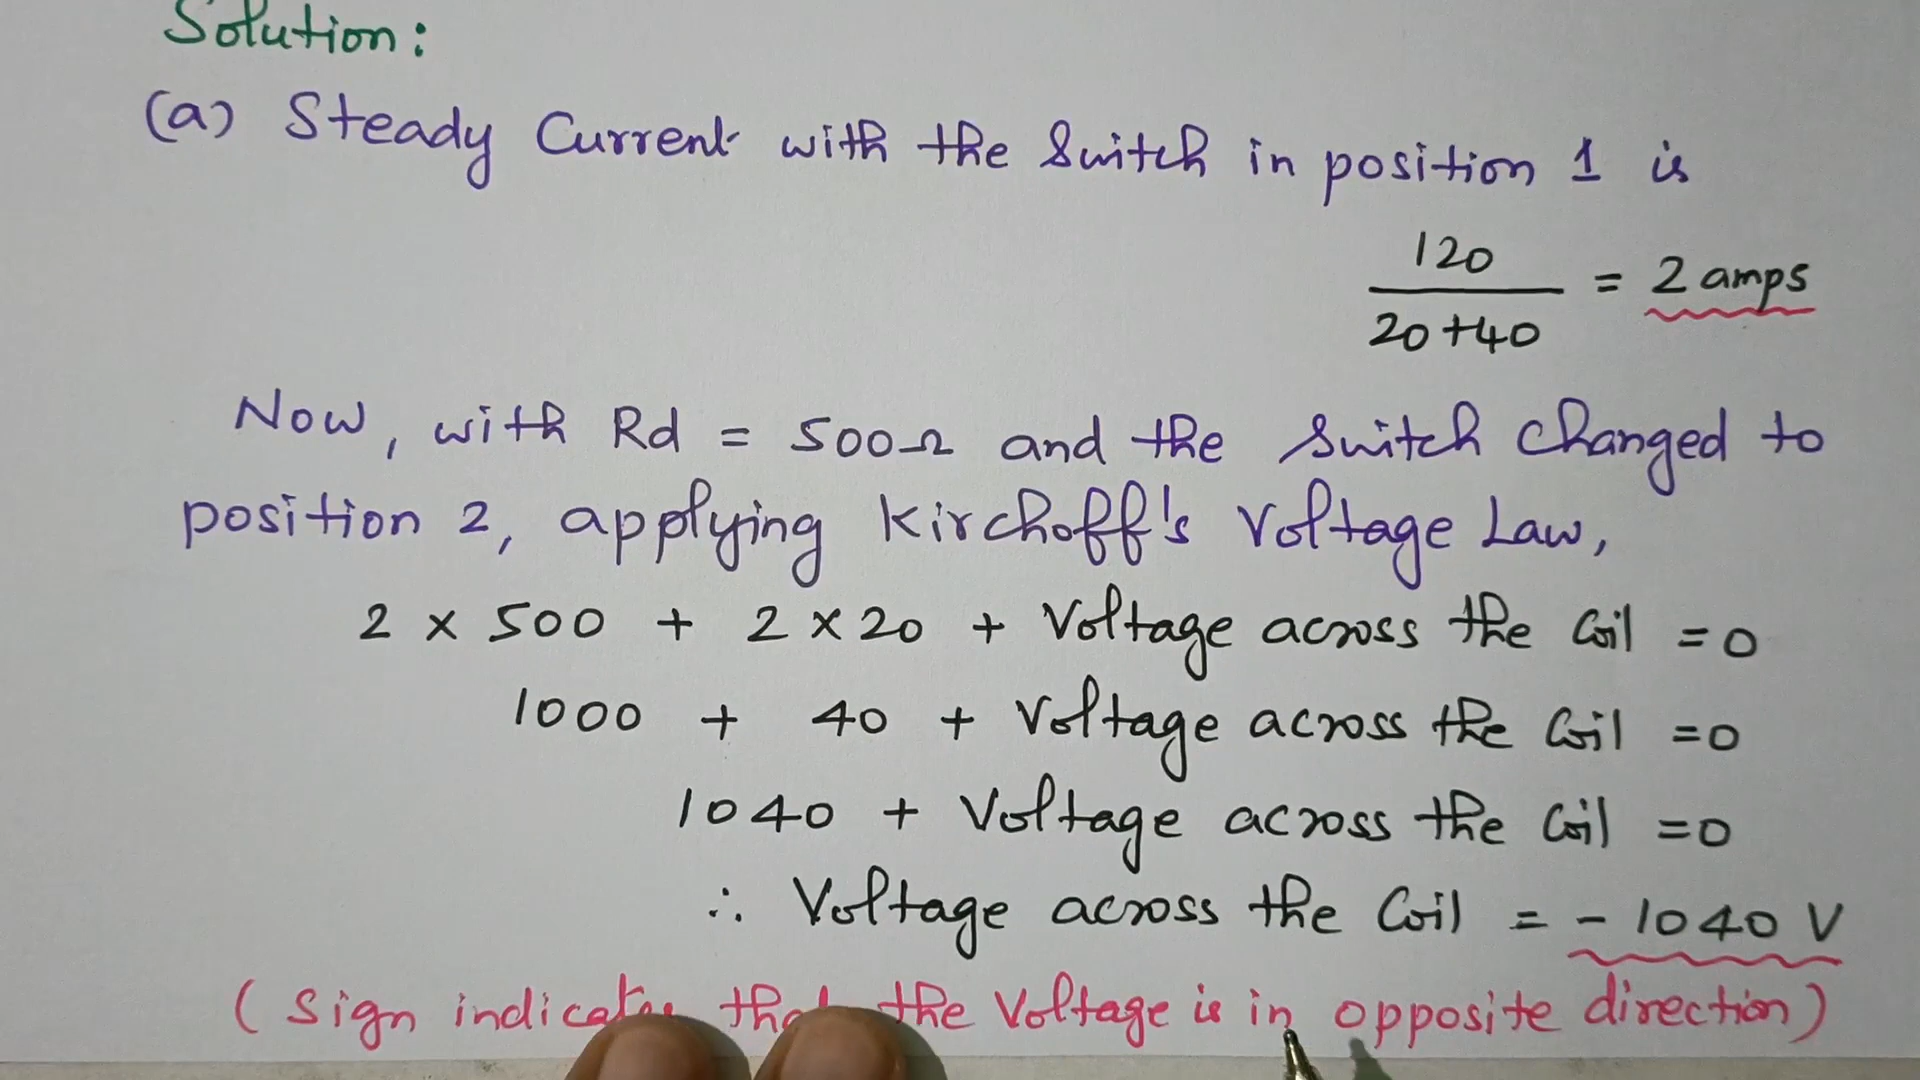 Solution:
(a) Steady Current with the Switch in position 1 is
120
20+40
= 2 amps
Now, with Rd = 500Ω and the switch changed to
position 2, applying Kirchoff's Voltage Law,
2 x 500 + 2 x 20 + Voltage across the Coil = 0
1000 + 40 + Voltage across the Coil = 0
1040 + Voltage across the Coil = 0
∴ Voltage across the Coil = - 1040 V
(Sign indicates that the Voltage is in opposite direction)